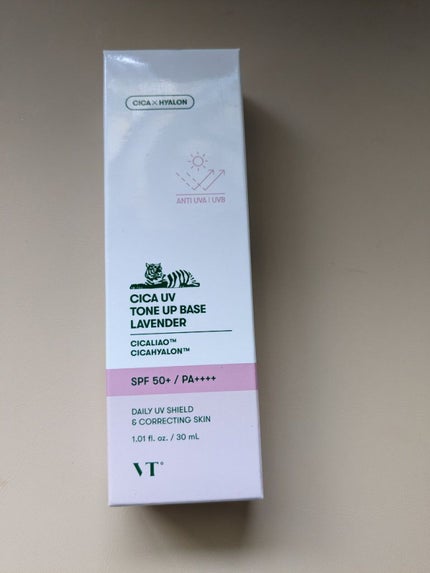 CICA × HYALON
ANTI UVA / UVB
CICA UV
TONE UP BASE
LAVENDER
CICALIAO™
CICAHYALON™
SPF 50+ / PA++++
DAILY UV SHIELD
& CORRECTING SKIN
1.01 fl. oz. / 30 mL
VT°